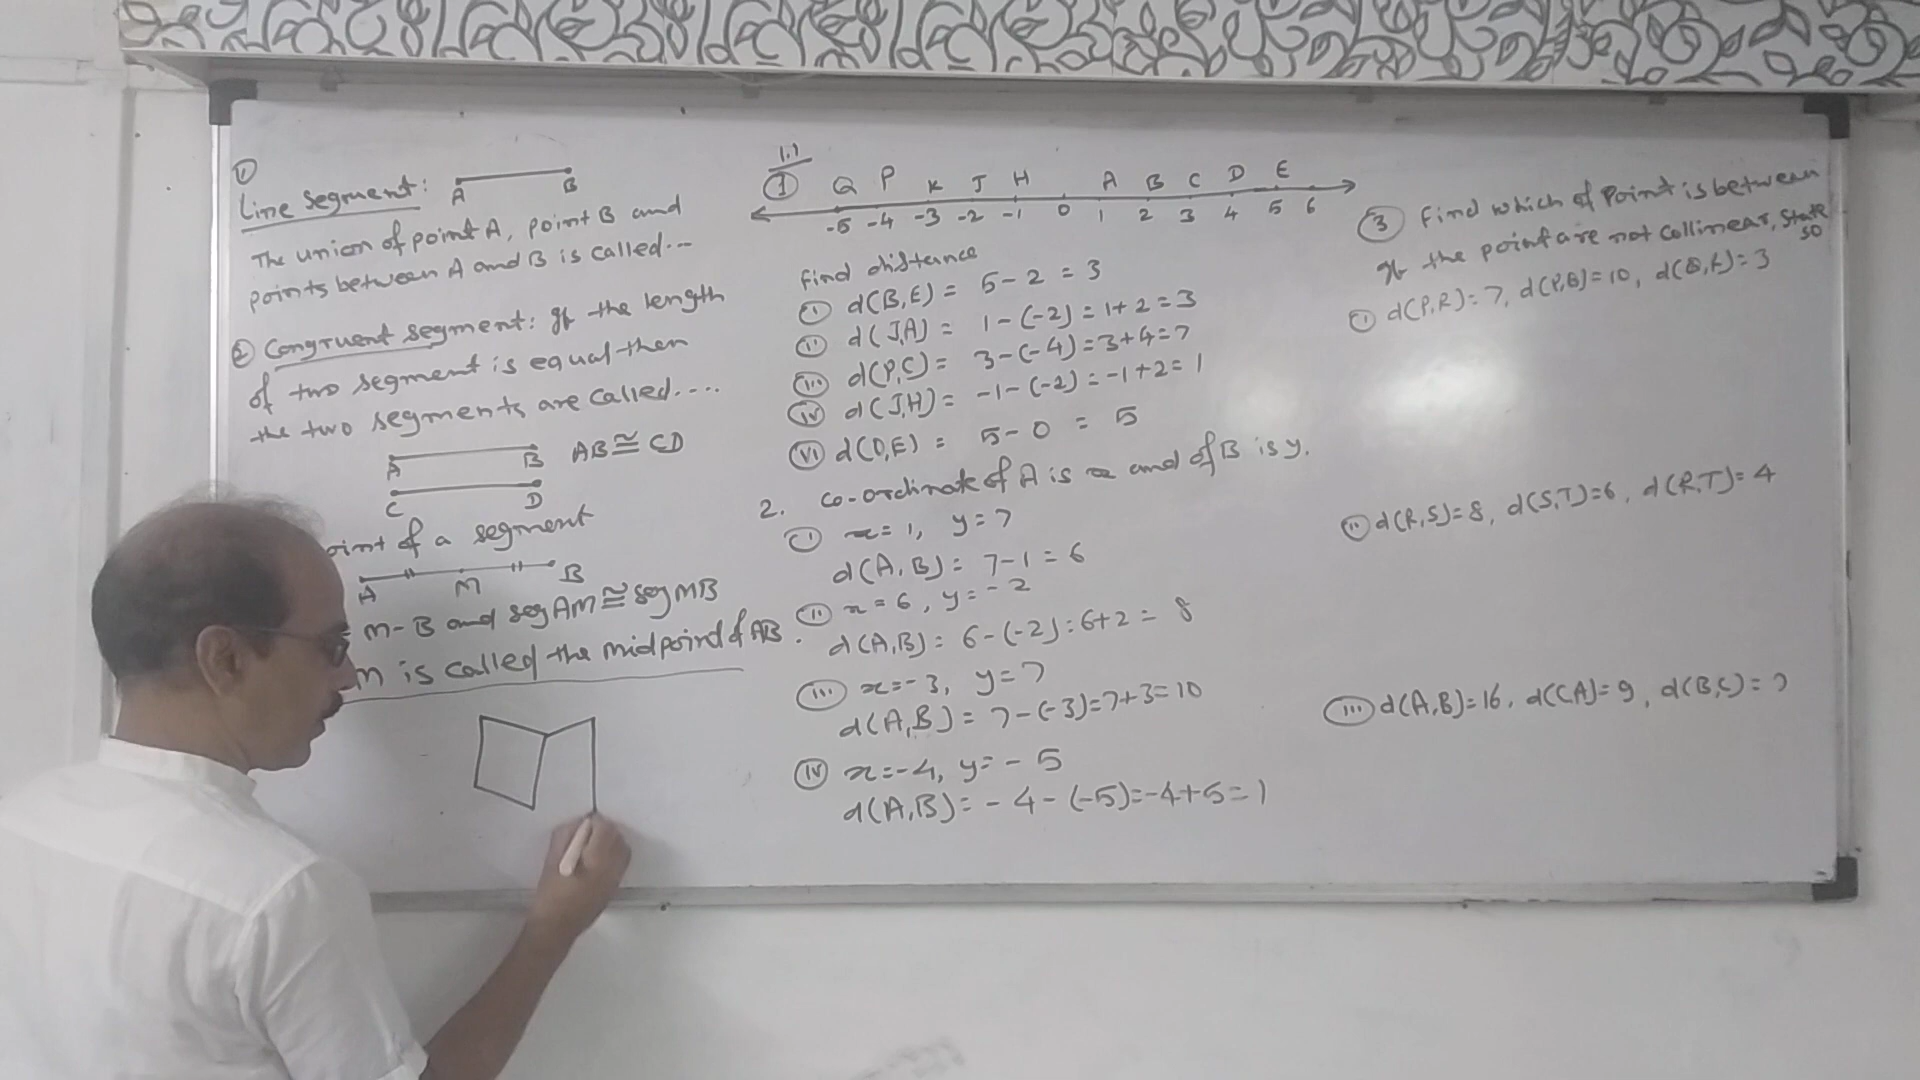 ①
Line segment:
A B
The union of point A, point B and
points between A and B is called...
② Congruent segment: If the length
of two segment is equal then
the two segments are called....
A B AB ≅ CD
C D
oint of a segment
A M B
M-B and seg AM ≅ seg MB
m is called the midpoint of AB.
1.1
① Q P K J H A B C D E
-5 -4 -3 -2 -1 0 1 2 3 4 5 6
find distance
(i) d(B,E) = 5-2 = 3
(ii) d(J,A) = 1-(-2) = 1+2 = 3
(iii) d(P,C) = 3-(-4) = 3+4 = 7
(iv) d(J,H) = -1-(-2) = -1+2 = 1
(vi) d(O,E) = 5-0 = 5
2. co-ordinate of A is x and of B is y.
(i) x = 1, y = 7
d(A,B) = 7-1 = 6
(ii) x = 6, y = -2
d(A,B) = 6-(-2) = 6+2 = 8
(iii) x = -3, y = 7
d(A,B) = 7-(-3) = 7+3 = 10
(iv) x = -4, y = -5
d(A,B) = -4-(-5) = -4+5 = 1
③ Find which of point is between
If the point are not collinear, State
so
(i) d(P,R) = 7, d(P,Q) = 10, d(Q,R) = 3
(ii) d(R,S) = 8, d(S,T) = 6, d(R,T) = 4
(iii) d(A,B) = 16, d(C,A) = 9, d(B,C) = 7